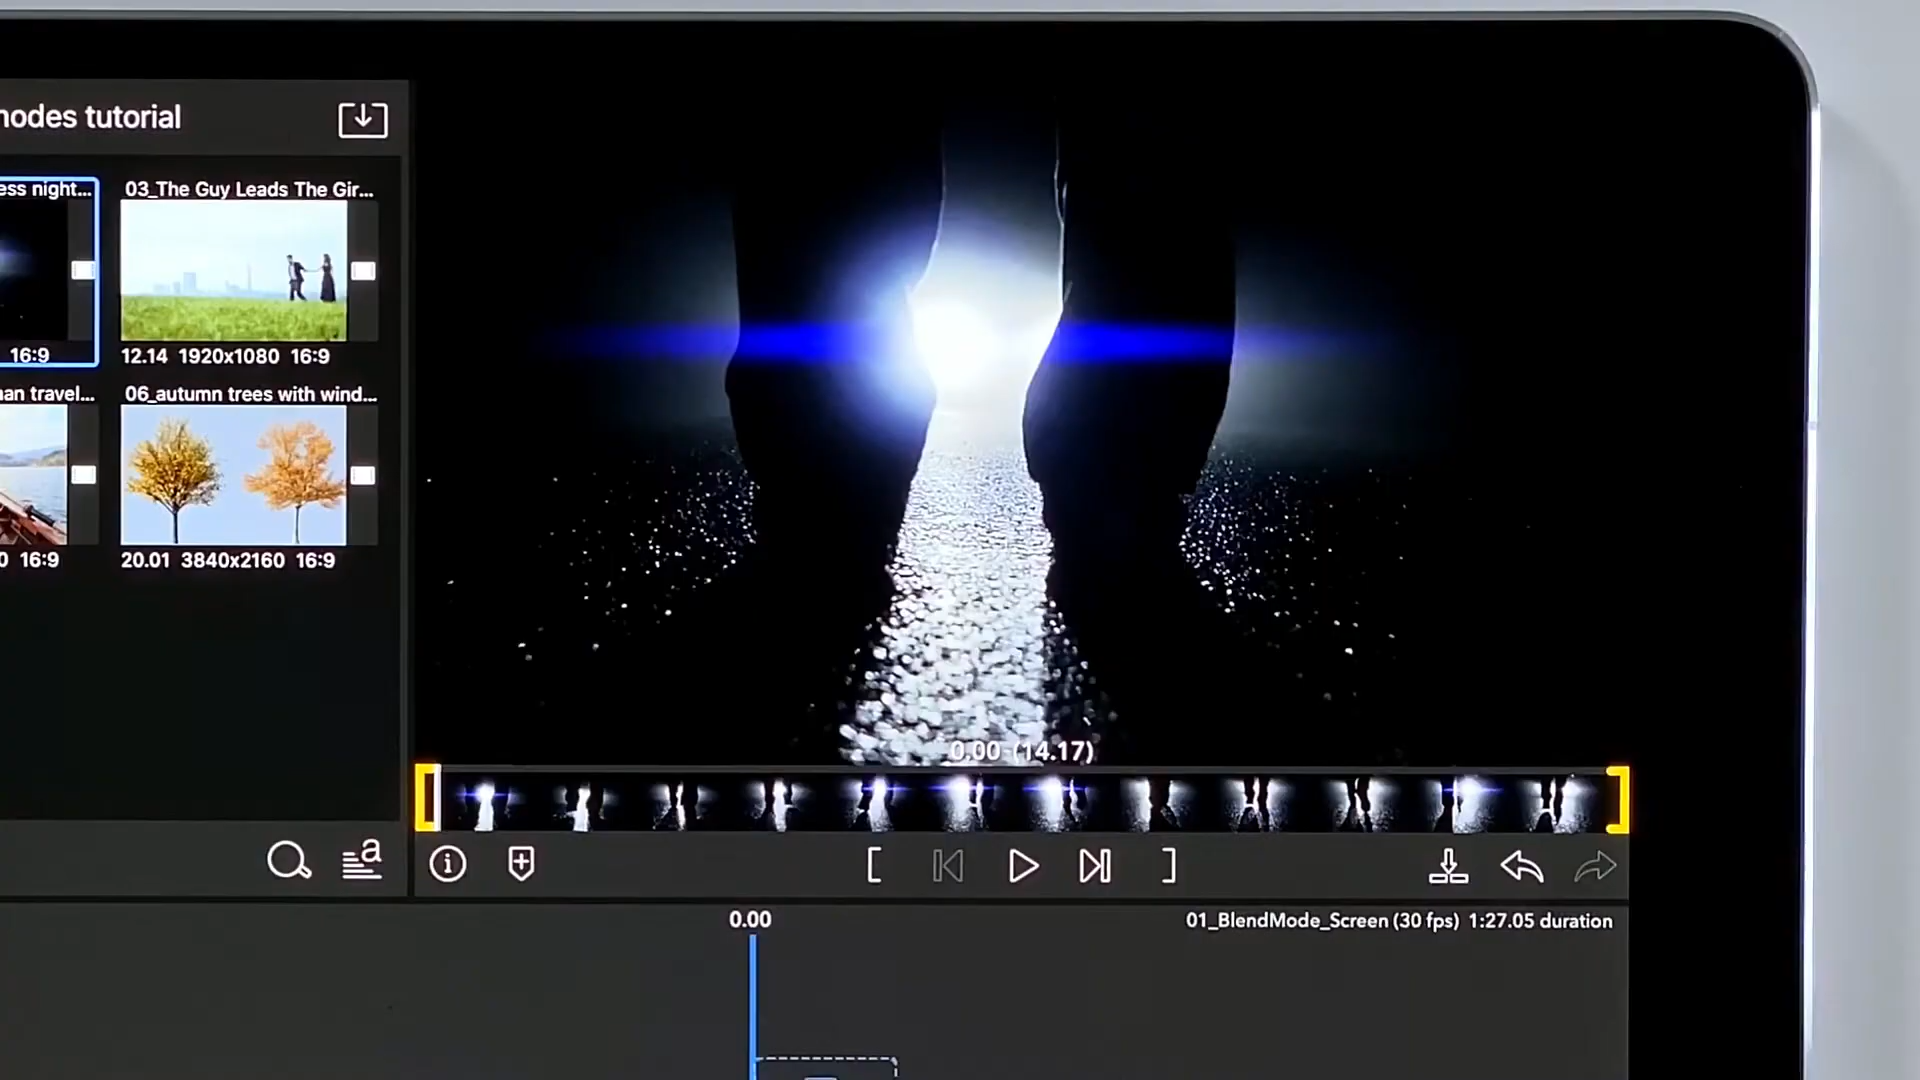 nodes tutorial
ess night...
03_The Guy Leads The Gir...
16:9
12.14 1920x1080 16:9
an travel...
06_autumn trees with wind...
0 16:9
20.01 3840x2160 16:9
0.00 (14.17)
0.00
01_BlendMode_Screen (30 fps) 1:27.05 duration